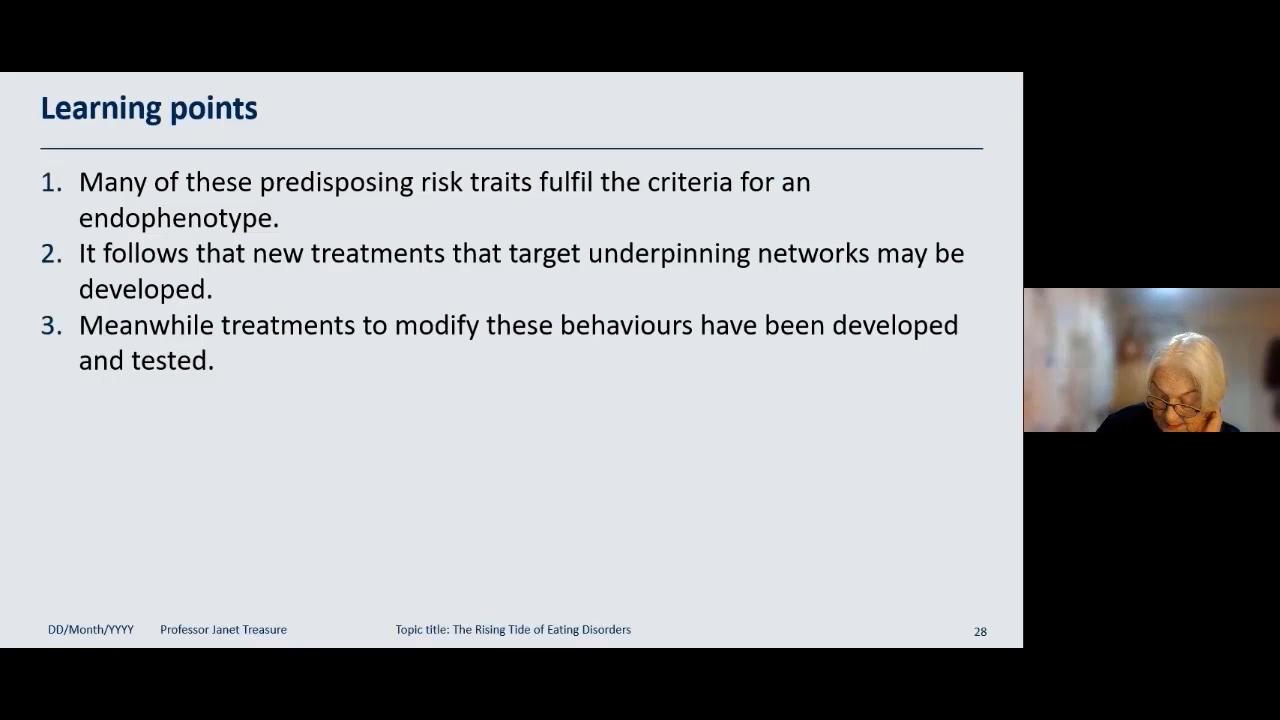 Learning points
1. Many of these predisposing risk traits fulfil the criteria for an
endophenotype.
2. It follows that new treatments that target underpinning networks may be
developed.
3. Meanwhile treatments to modify these behaviours have been developed
and tested.
DD/Month/YYYY Professor Janet Treasure Topic title: The Rising Tide of Eating Disorders 28